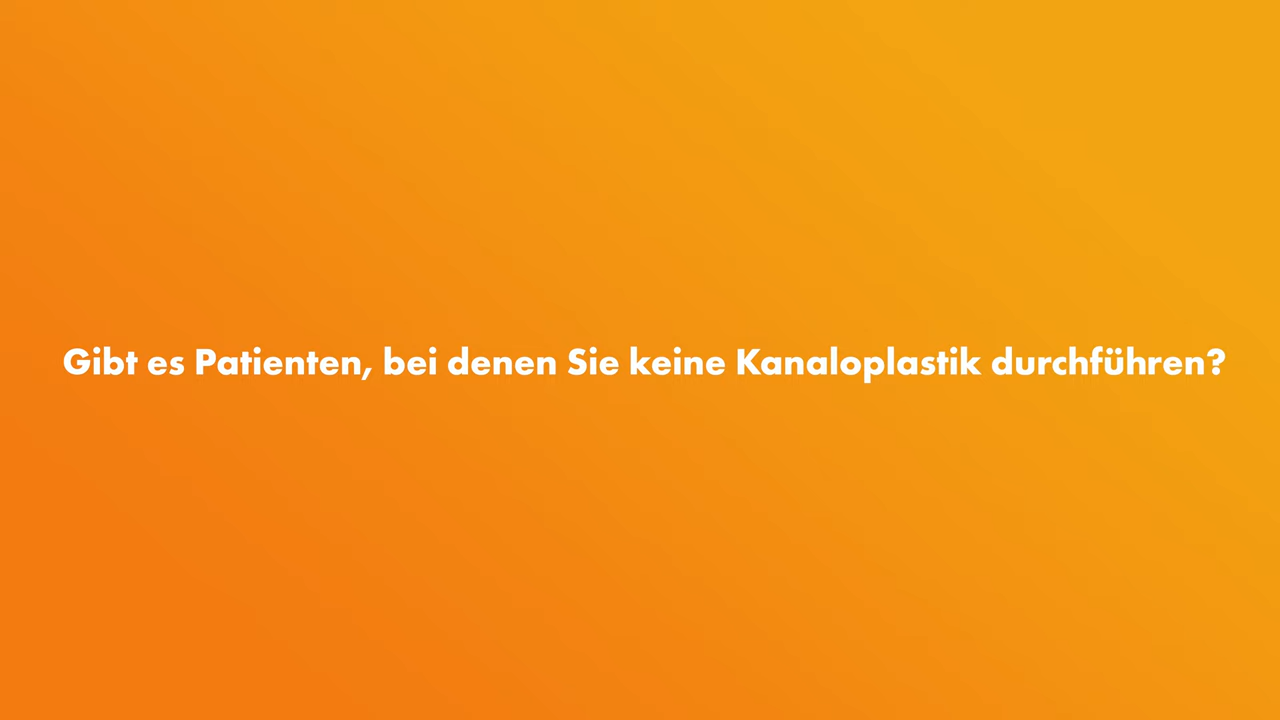 Gibt es Patienten, bei denen Sie keine Kanaloplastik durchführen?